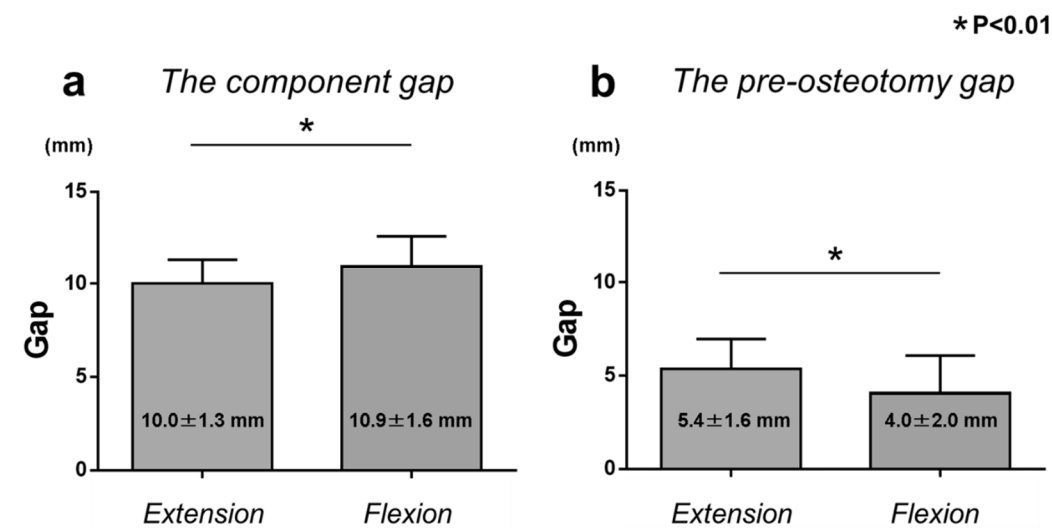 * P<0.01
a The component gap
(mm)
*
15
10
5
0
Gap
10.0±1.3 mm
10.9±1.6 mm
Extension
Flexion
b The pre-osteotomy gap
(mm)
*
15
10
5
0
Gap
5.4±1.6 mm
4.0±2.0 mm
Extension
Flexion